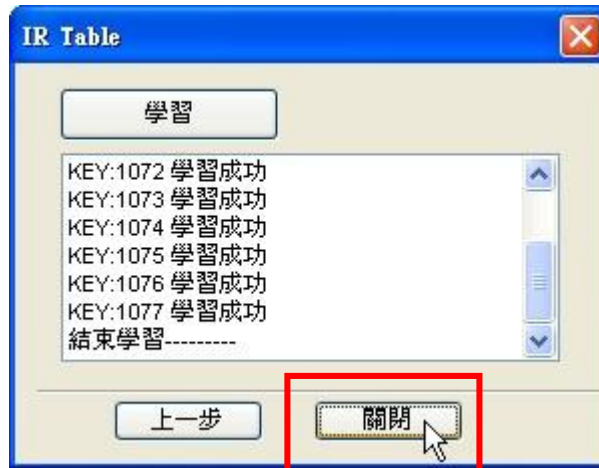 IR Table
學習
KEY:1072 學習成功
KEY:1073 學習成功
KEY:1074 學習成功
KEY:1075 學習成功
KEY:1076 學習成功
KEY:1077 學習成功
結束學習---------
上一步
關閉